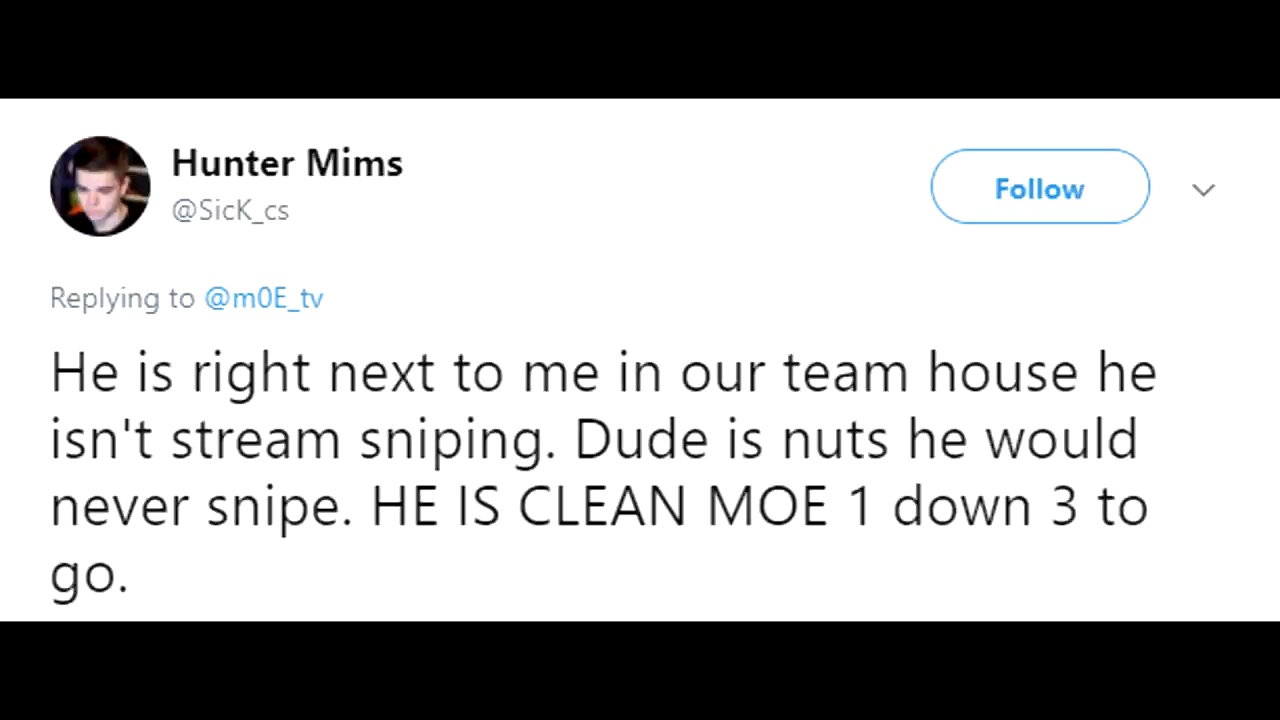 Hunter Mims
@SicK_cs
Follow
Replying to @m0E_tv
He is right next to me in our team house he
isn't stream sniping. Dude is nuts he would
never snipe. HE IS CLEAN MOE 1 down 3 to
go.